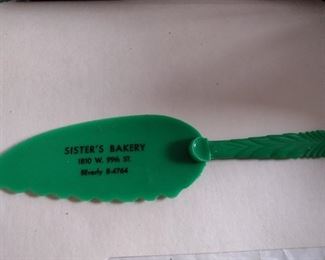 SISTER'S BAKERY
1810 W. 99th ST.
BEverly 8-4764